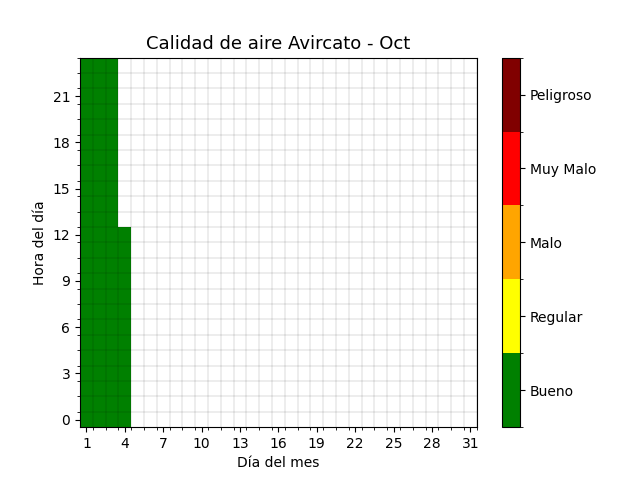 Calidad de aire Avircato - Oct
Hora del día
21
18
15
12
9
6
3
0
1 4 7 10 13 16 19 22 25 28 31
Día del mes
Peligroso
Muy Malo
Malo
Regular
Bueno